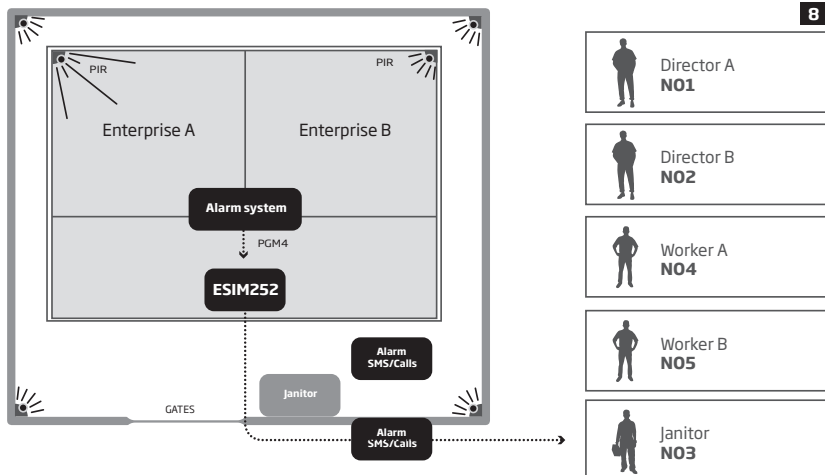 8
PIR
PIR
Enterprise A
Enterprise B
Alarm system
PGM4
ESIM252
Alarm
SMS/Calls
Janitor
GATES
Alarm
SMS/Calls
Director A
NO1
Director B
NO2
Worker A
NO4
Worker B
NO5
Janitor
NO3